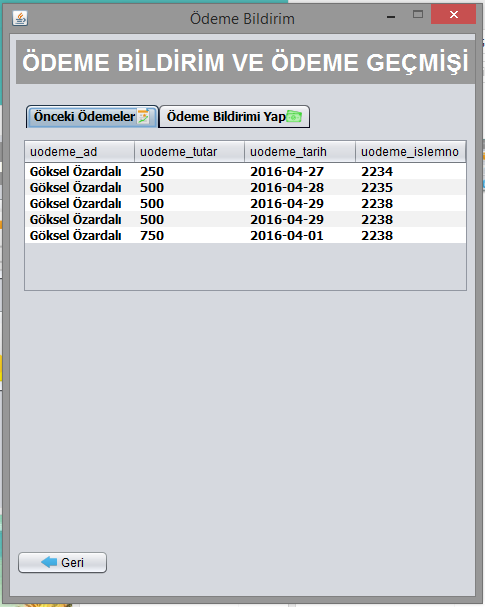 Ödeme Bildirim
ÖDEME BİLDİRİM VE ÖDEME GEÇMİŞİ
Önceki Ödemeler Ödeme Bildirimi Yap
uodeme_ad uodeme_tutar uodeme_tarih uodeme_islemno
Göksel Özardalı 250 2016-04-27 2234
Göksel Özardalı 500 2016-04-28 2235
Göksel Özardalı 500 2016-04-29 2238
Göksel Özardalı 500 2016-04-29 2238
Göksel Özardalı 750 2016-04-01 2238
Geri